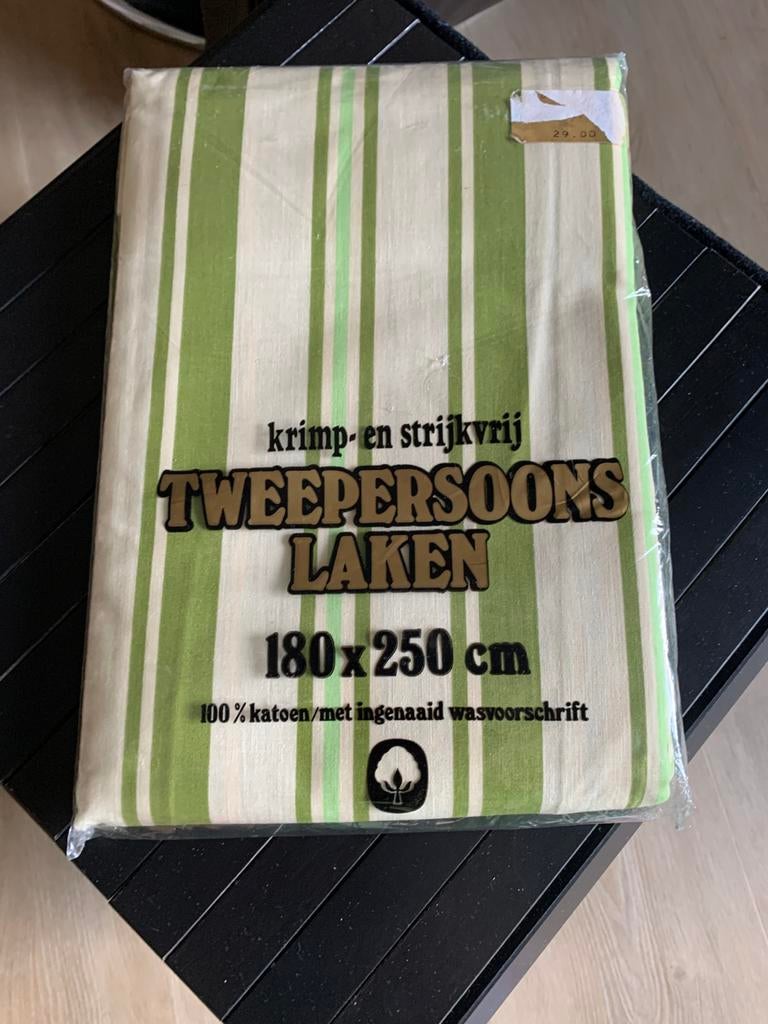 29.00
krimp- en strijkvrij
TWEEPERSOONS
LAKEN
180 x 250 cm
100% katoen/met ingenaaid wasvoorschrift